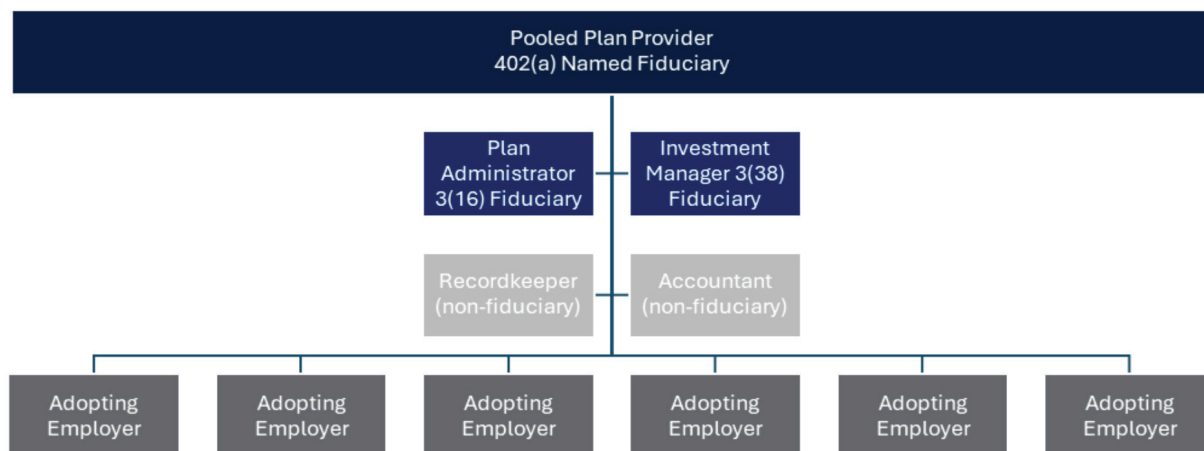 Pooled Plan Provider
402(a) Named Fiduciary
Plan
Administrator
3(16) Fiduciary
Investment
Manager 3(38)
Fiduciary
Recordkeeper
(non-fiduciary)
Accountant
(non-fiduciary)
Adopting
Employer
Adopting
Employer
Adopting
Employer
Adopting
Employer
Adopting
Employer
Adopting
Employer